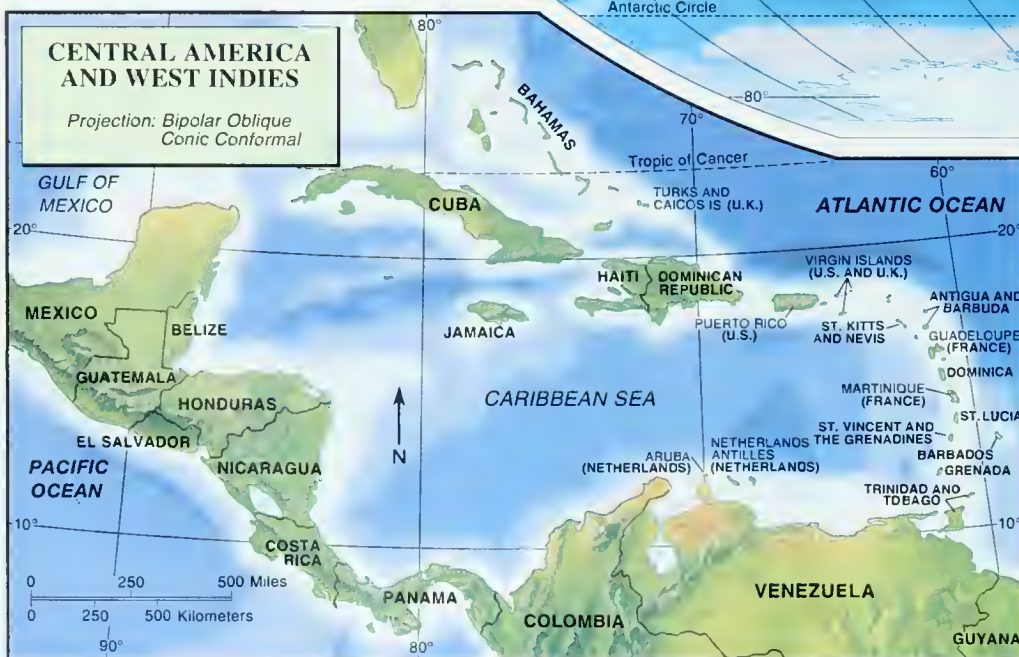 Antarctic Circle
80°
CENTRAL AMERICA
AND WEST INDIES
Projection: Bipolar Oblique
Conic Conformal
80°
70°
60°
BAHAMAS
Tropic of Cancer
GULF OF
MEXICO
CUBA
TURKS AND
CAICOS IS (U.K.)
ATLANTIC OCEAN
20°
20°
HAITI
DOMINICAN
REPUBLIC
VIRGIN ISLANDS
(U.S. AND U.K.)
MEXICO
BELIZE
JAMAICA
PUERTO RICO
(U.S.)
ST. KITTS
AND NEVIS
ANTIGUA AND
BARBUDA
GUADELOUPE
(FRANCE)
GUATEMALA
DOMINICA
HONDURAS
CARIBBEAN SEA
MARTINIQUE
(FRANCE)
N
ST. LUCIA
EL SALVADOR
ST. VINCENT AND
THE GRENADINES
PACIFIC
OCEAN
NICARAGUA
ARUBA
(NETHERLANDS)
NETHERLANDS
ANTILLES
(NETHERLANDS)
BARBADOS
GRENADA
TRINIDAD AND
TOBAGO
10°
10°
COSTA
RICA
0 250 500 Miles
0 250 500 Kilometers
PANAMA
COLOMBIA
VENEZUELA
GUYANA
90°
80°